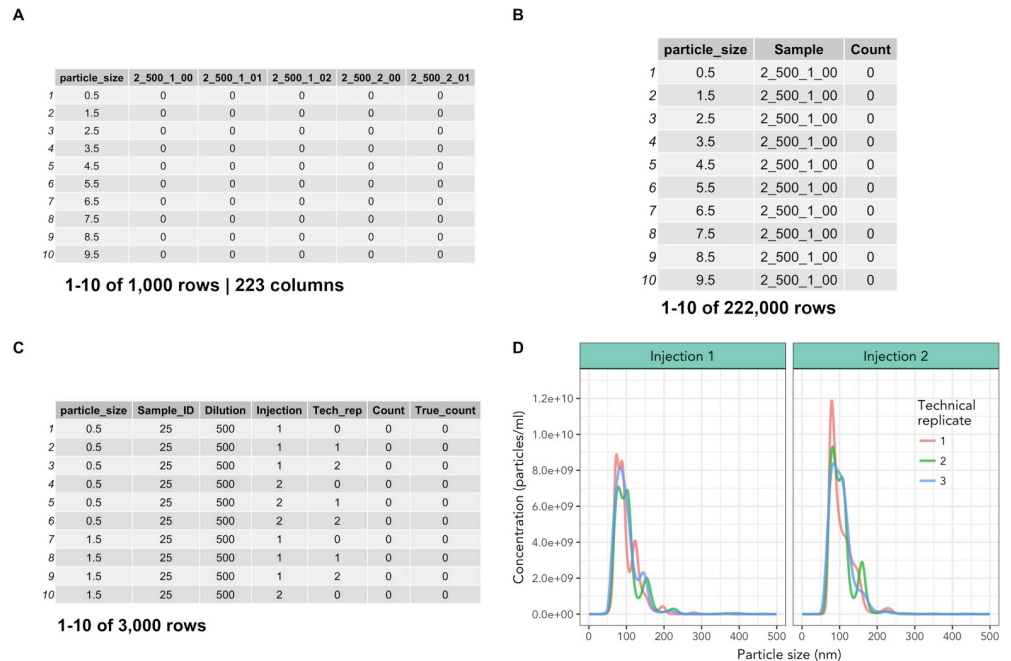 A
particle_size 2_500_1_00 2_500_1_01 2_500_1_02 2_500_2_00 2_500_2_01
1 0.5 0 0 0 0 0
2 1.5 0 0 0 0 0
3 2.5 0 0 0 0 0
4 3.5 0 0 0 0 0
5 4.5 0 0 0 0 0
6 5.5 0 0 0 0 0
7 6.5 0 0 0 0 0
8 7.5 0 0 0 0 0
9 8.5 0 0 0 0 0
10 9.5 0 0 0 0 0
1-10 of 1,000 rows | 223 columns
B
particle_size Sample Count
1 0.5 2_500_1_00 0
2 1.5 2_500_1_00 0
3 2.5 2_500_1_00 0
4 3.5 2_500_1_00 0
5 4.5 2_500_1_00 0
6 5.5 2_500_1_00 0
7 6.5 2_500_1_00 0
8 7.5 2_500_1_00 0
9 8.5 2_500_1_00 0
10 9.5 2_500_1_00 0
1-10 of 222,000 rows
C
particle_size Sample_ID Dilution Injection Tech_rep Count True_count
1 0.5 25 500 1 0 0 0
2 0.5 25 500 1 1 0 0
3 0.5 25 500 1 2 0 0
4 0.5 25 500 2 0 0 0
5 0.5 25 500 2 1 0 0
6 0.5 25 500 2 2 0 0
7 1.5 25 500 1 0 0 0
8 1.5 25 500 1 1 0 0
9 1.5 25 500 1 2 0 0
10 1.5 25 500 2 0 0 0
1-10 of 3,000 rows
D
Injection 1 Injection 2
Concentration (particles/ml)
1.2e+10
1.0e+10
8.0e+09
6.0e+09
4.0e+09
2.0e+09
0.0e+00
Technical
replicate
1
2
3
0 100 200 300 400 500 0 100 200 300 400 500
Particle size (nm)